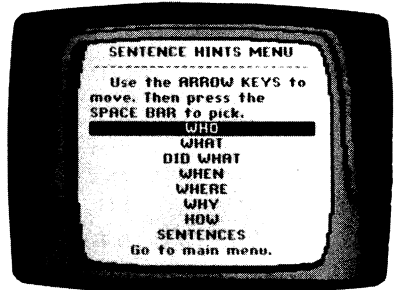 SENTENCE HINTS MENU
Use the ARROW KEYS to
move. Then press the
SPACE BAR to pick.
WHO
WHAT
DID WHAT
WHEN
WHERE
WHY
HOW
SENTENCES
Go to main menu.